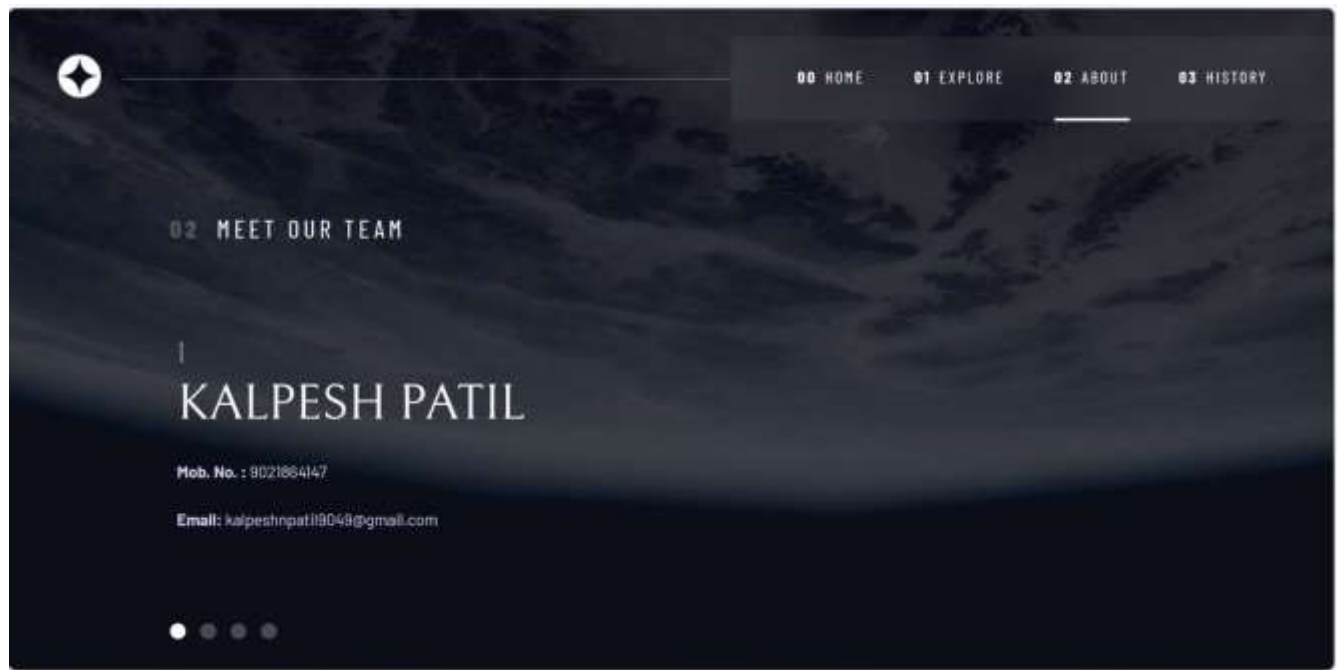 00 HOME 01 EXPLORE 02 ABOUT 03 HISTORY
02 MEET OUR TEAM
1
KALPESH PATIL
Mob. No. : 9021864147
Email: kalpeshnpatil9049@gmail.com